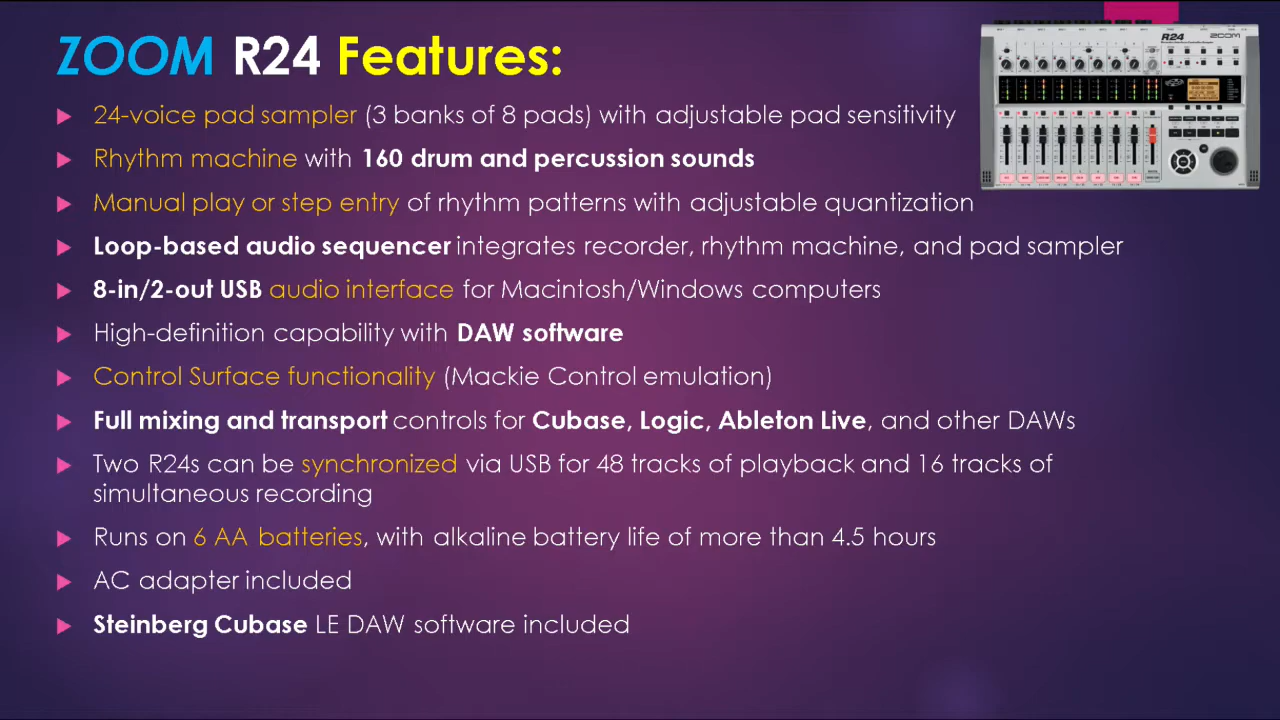 ZOOM R24 Features:
24-voice pad sampler (3 banks of 8 pads) with adjustable pad sensitivity
Rhythm machine with 160 drum and percussion sounds
Manual play or step entry of rhythm patterns with adjustable quantization
Loop-based audio sequencer integrates recorder, rhythm machine, and pad sampler
8-in/2-out USB audio interface for Macintosh/Windows computers
High-definition capability with DAW software
Control Surface functionality (Mackie Control emulation)
Full mixing and transport controls for Cubase, Logic, Ableton Live, and other DAWs
Two R24s can be synchronized via USB for 48 tracks of playback and 16 tracks of
simultaneous recording
Runs on 6 AA batteries, with alkaline battery life of more than 4.5 hours
AC adapter included
Steinberg Cubase LE DAW software included
R24 ZOOM